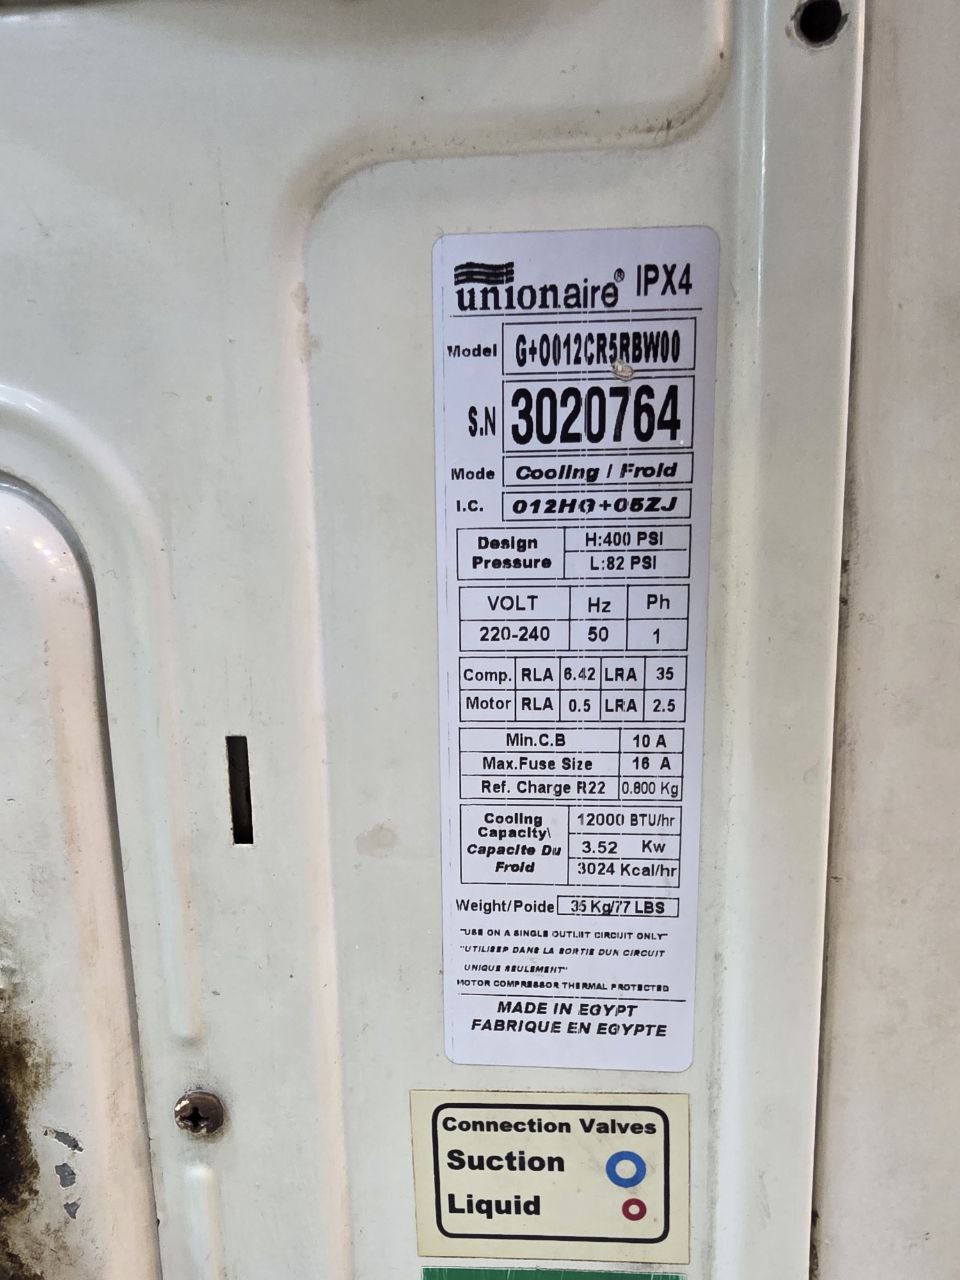 unionaire® IPX4
Model G+O012CR5RBW00
S.N 3020764
Mode Cooling / Froid
I.C. 012HG+05ZJ
Design Pressure H:400 PSI
L:82 PSI
VOLT Hz Ph
220-240 50 1
Comp. RLA 6.42 LRA 35
Motor RLA 0.5 LRA 2.5
Min.C.B 10 A
Max.Fuse Size 16 A
Ref. Charge R22 0.800 Kg
Cooling 12000 BTU/hr
Capacity\
Capacite Du 3.52 Kw
Froid 3024 Kcal/hr
Weight/Poide 35 Kg/77 LBS
"USE ON A SINGLE OUTLIIT CIRCUIT ONLY"
"UTILISEP DANS LA SORTIE DUN CIRCUIT
UNIQUE SEULEMENT"
MOTOR COMPRESSOR THERMAL PROTECTED
MADE IN EGYPT
FABRIQUE EN EGYPTE
Connection Valves
Suction
Liquid